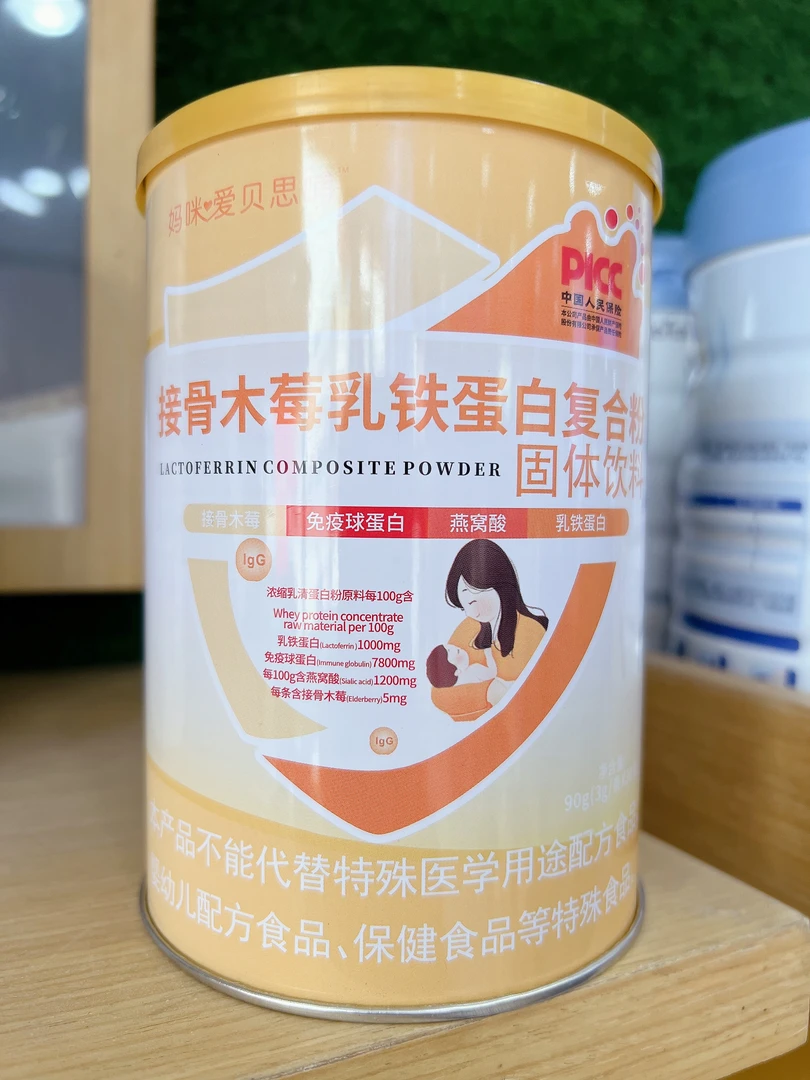 妈咪爱贝思
PICC
中国人民保险
接骨木莓乳铁蛋白复合粉
LACTOFERRIN COMPOSITE POWDER
固体饮料
接骨木莓 免疫球蛋白 燕窝酸 乳铁蛋白
IgG
浓缩乳清蛋白粉原料每100g含
Whey protein concentrate
raw material per 100g
乳铁蛋白(Lactoferrin)1000mg
免疫球蛋白(Immune globulin)7800mg
每100g含燕窝酸(Sialic acid)1200mg
每条含接骨木莓(Elderberry)5mg
IgG
90g(3g
本产品不能代替特殊医学用途配方食品
婴幼儿配方食品、保健食品等特殊食品